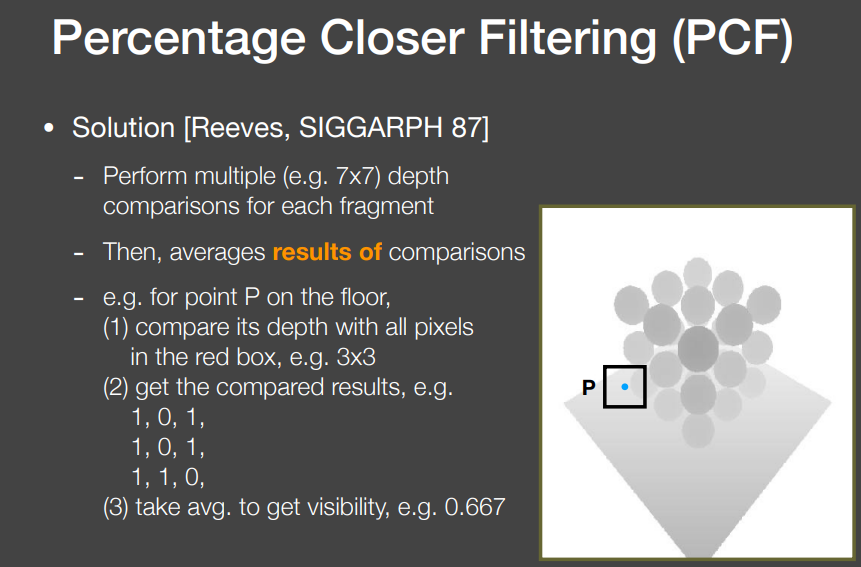 Percentage Closer Filtering (PCF)
• Solution [Reeves, SIGGARPH 87]
- Perform multiple (e.g. 7x7) depth
comparisons for each fragment
- Then, averages results of comparisons
- e.g. for point P on the floor,
(1) compare its depth with all pixels
in the red box, e.g. 3x3
(2) get the compared results, e.g.
1, 0, 1,
1, 0, 1,
1, 1, 0,
(3) take avg. to get visibility, e.g. 0.667
P